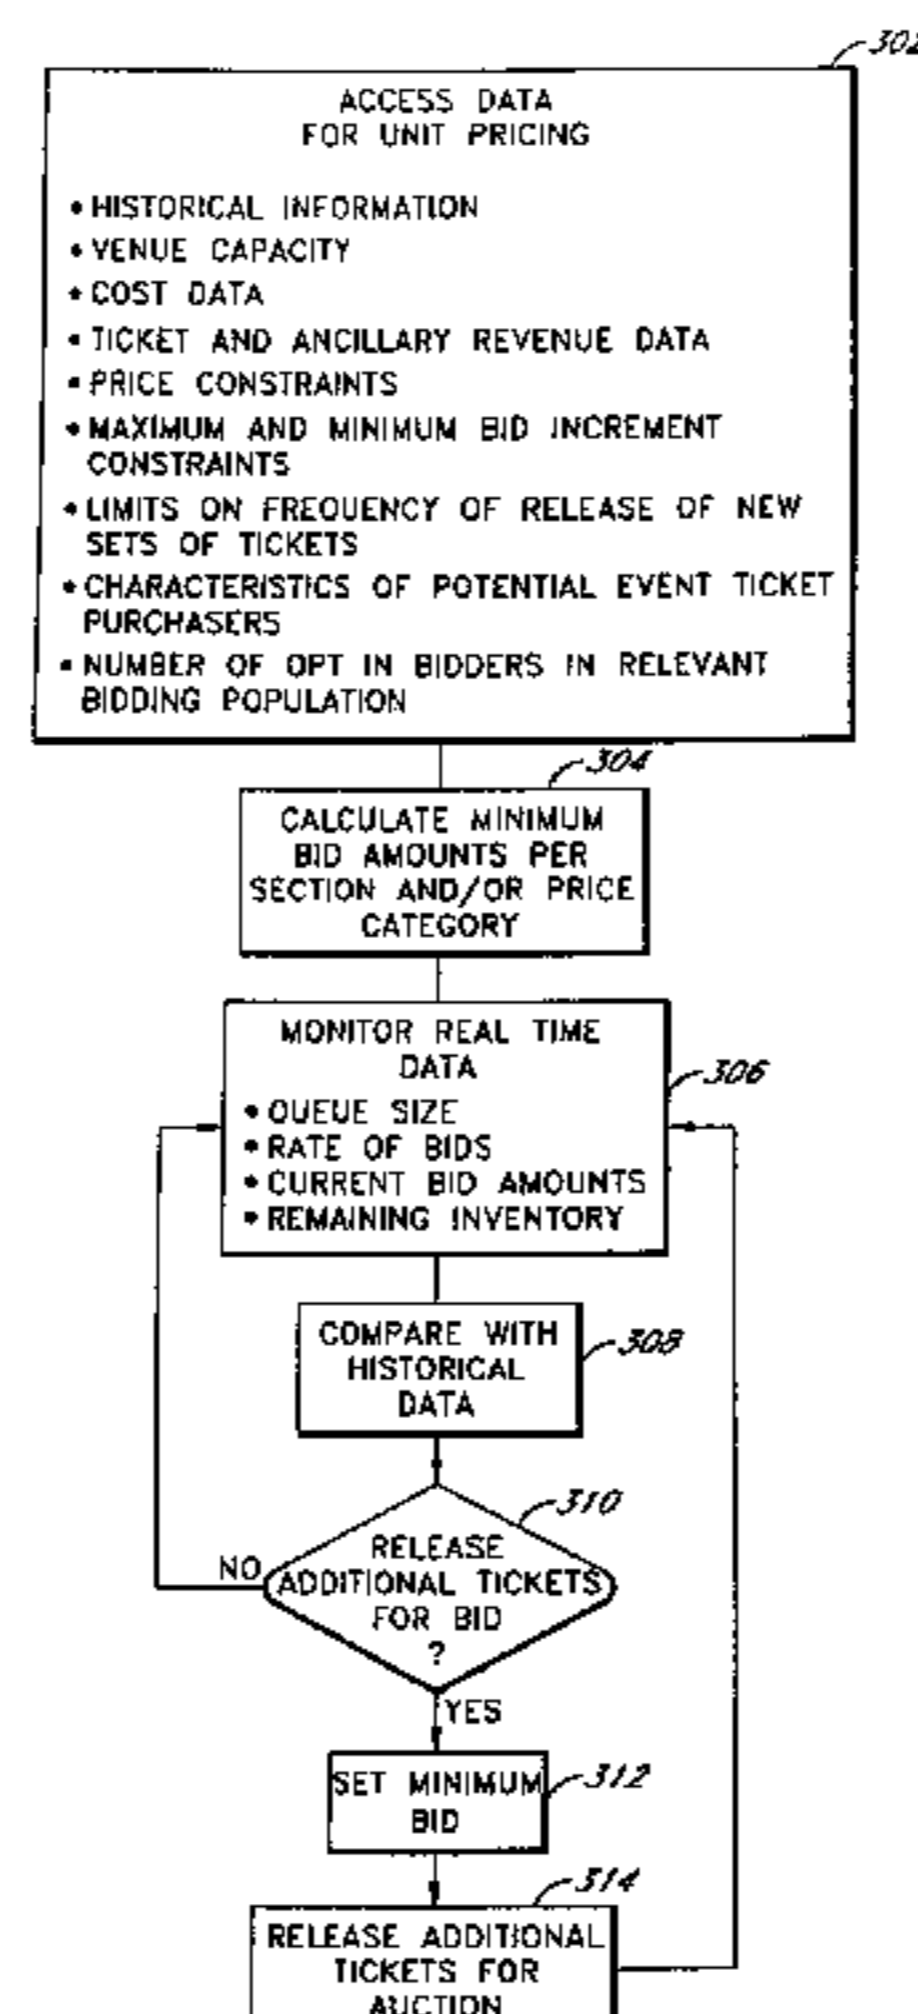 302
ACCESS DATA
FOR UNIT PRICING
• HISTORICAL INFORMATION
• VENUE CAPACITY
• COST DATA
• TICKET AND ANCILLARY REVENUE DATA
• PRICE CONSTRAINTS
• MAXIMUM AND MINIMUM BID INCREMENT
CONSTRAINTS
• LIMITS ON FREQUENCY OF RELEASE OF NEW
SETS OF TICKETS
• CHARACTERISTICS OF POTENTIAL EVENT TICKET
PURCHASERS
• NUMBER OF OPT IN BIDDERS IN RELEVANT
BIDDING POPULATION
304
CALCULATE MINIMUM
BID AMOUNTS PER
SECTION AND/OR PRICE
CATEGORY
MONITOR REAL TIME
DATA
306
• QUEUE SIZE
• RATE OF BIDS
• CURRENT BID AMOUNTS
• REMAINING INVENTORY
COMPARE WITH
308
HISTORICAL
DATA
310
RELEASE
NO
ADDITIONAL TICKETS
FOR BID
?
YES
SET MINIMUM
312
BID
314
RELEASE ADDITIONAL
TICKETS FOR
AUCTION